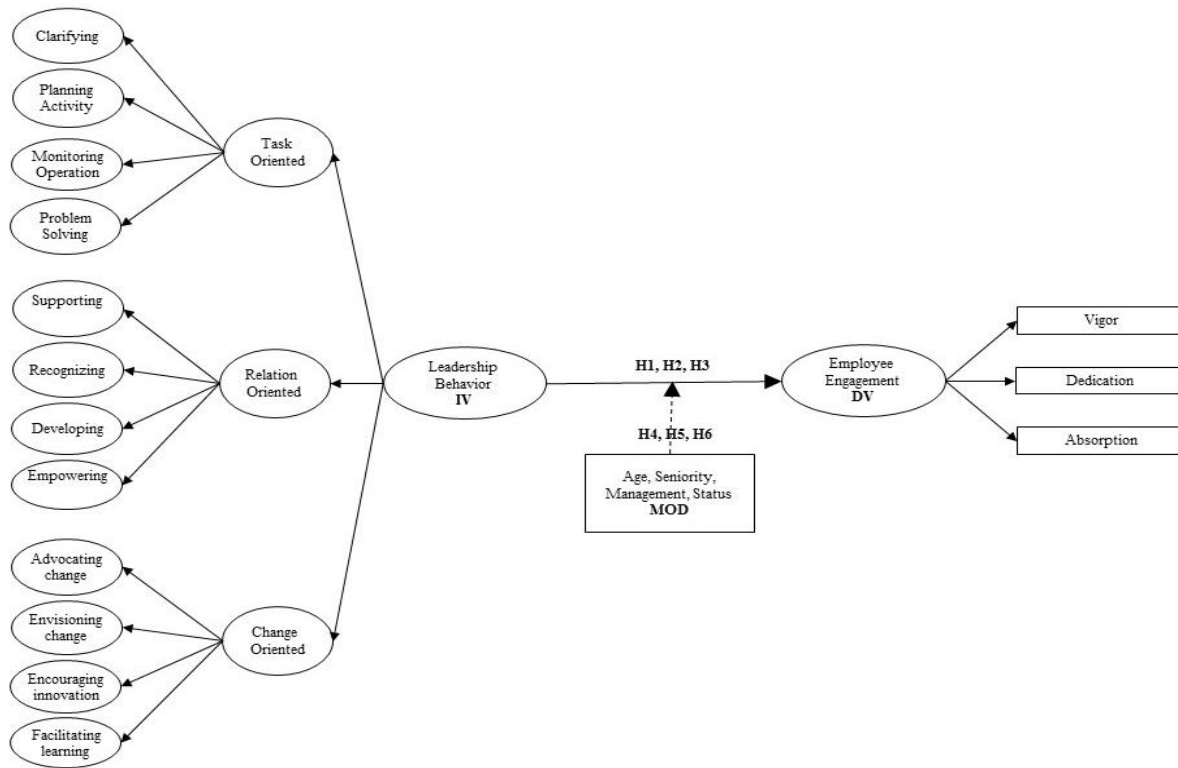 Clarifying
Planning
Activity
Monitoring
Operation
Problem
Solving
Task
Oriented
Supporting
Recognizing
Developing
Empowering
Relation
Oriented
Advocating
change
Envisioning
change
Encouraging
innovation
Facilitating
learning
Change
Oriented
Leadership
Behavior
IV
H1, H2, H3
H4, H5, H6
Age, Seniority,
Management, Status
MOD
Employee
Engagement
DV
Vigor
Dedication
Absorption